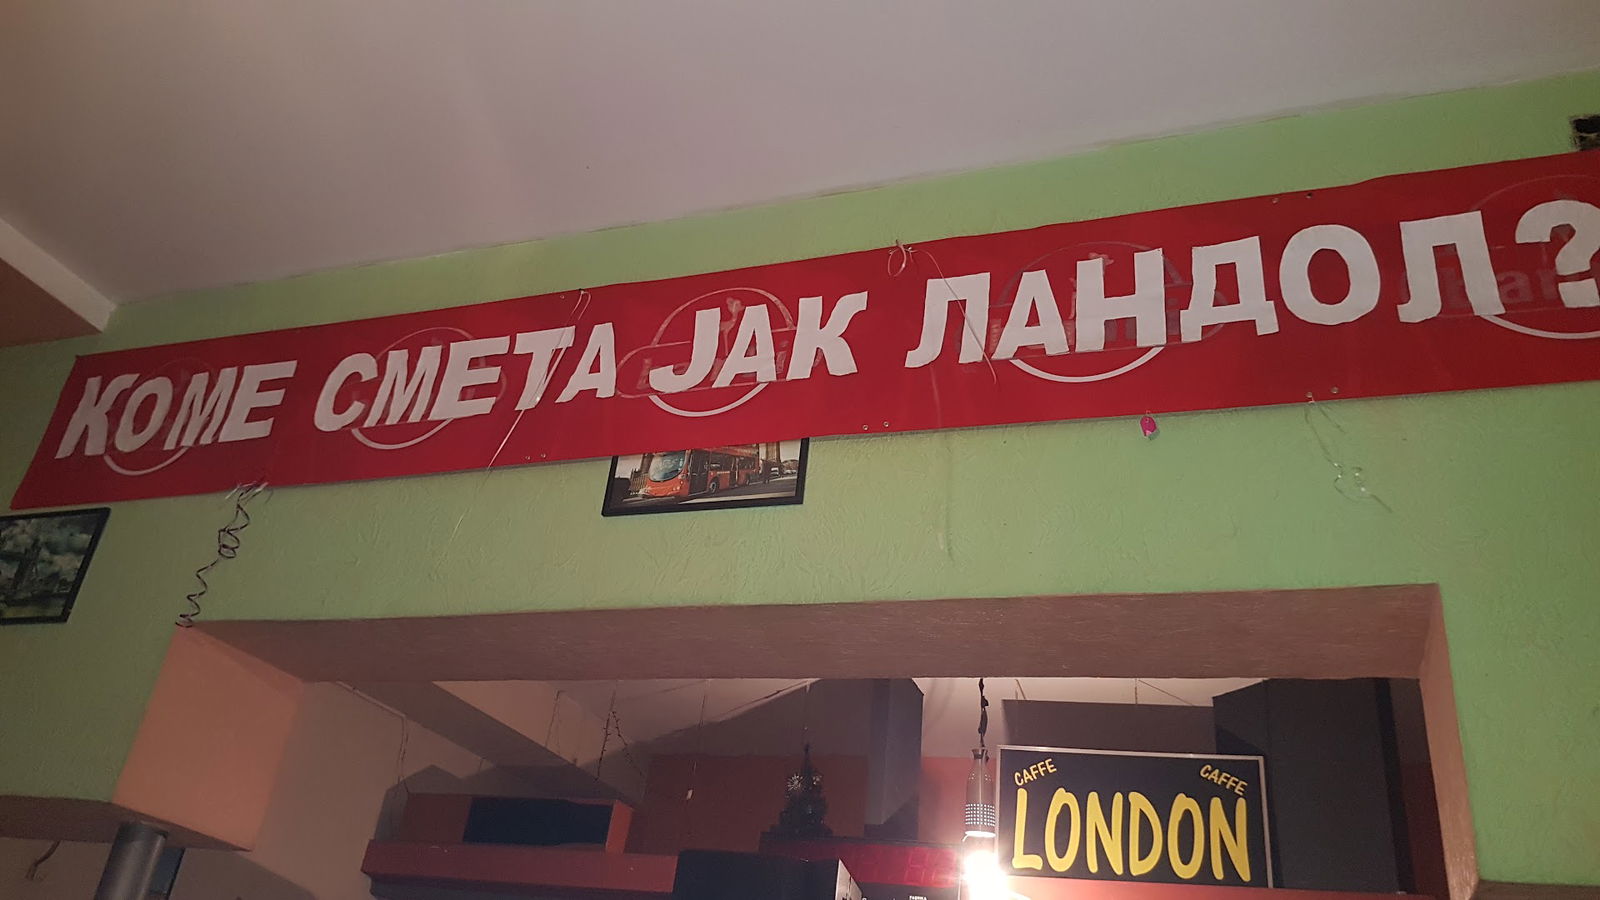 КОМЕ СМЕТА ЈАК ЛАНДОЛ?
CAFFE CAFFE
LONDON